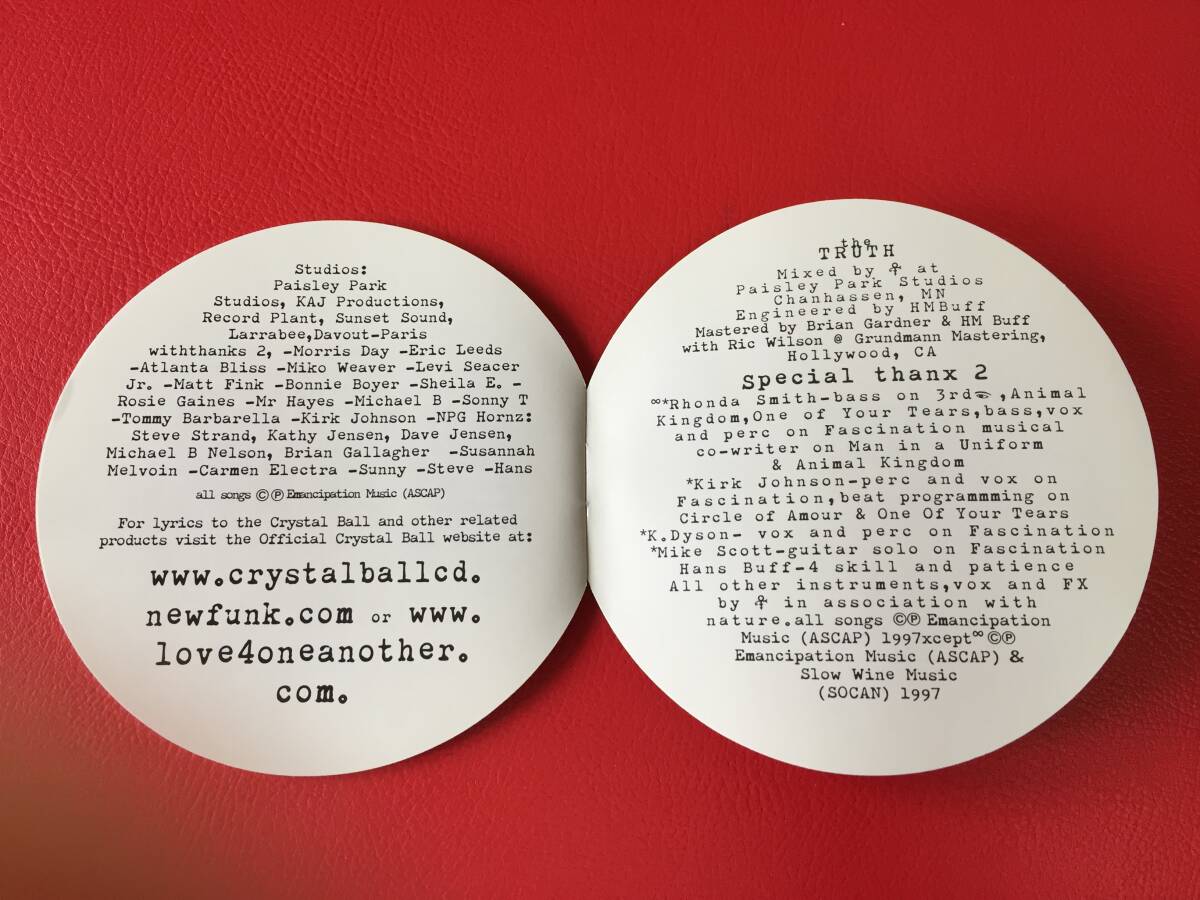 Studios:
Paisley Park
Studios, KAJ Productions,
Record Plant, Sunset Sound,
Larrabee,Davout-Paris
withthanks 2, -Morris Day -Eric Leeds
-Atlanta Bliss -Miko Weaver -Levi Seacer
Jr. -Matt Fink -Bonnie Boyer -Sheila E. -
Rosie Gaines -Mr Hayes -Michael B -Sonny T
-Tommy Barbarella -Kirk Johnson -NPG Hornz:
Steve Strand, Kathy Jensen, Dave Jensen,
Michael B Nelson, Brian Gallagher -Susannah
Melvoin -Carmen Electra -Sunny -Steve -Hans
all songs ©℗ Emancipation Music (ASCAP)
For lyrics to the Crystal Ball and other related
products visit the Official Crystal Ball website at:
www.crystalballcd.
newfunk.com or www.
love4oneanother.
com.
the
TRUTH
Mixed by at
Paisley Park Studios
Chanhassen, MN
Engineered by HMBuff
Mastered by Brian Gardner & HM Buff
with Ric Wilson @ Grundmann Mastering,
Hollywood, CA
Special thanx 2
∞*Rhonda Smith-bass on 3rd👁,Animal
Kingdom,One of Your Tears,bass,vox
and perc on Fascination musical
co-writer on Man in a Uniform
& Animal Kingdom
*Kirk Johnson-perc and vox on
Fascination,beat programmming on
Circle of Amour & One Of Your Tears
*K.Dyson- vox and perc on Fascination
*Mike Scott-guitar solo on Fascination
Hans Buff-4 skill and patience
All other instruments,vox and FX
by in association with
nature.all songs ©℗ Emancipation
Music (ASCAP) 1997xcept∞©℗
Emancipation Music (ASCAP) &
Slow Wine Music
(SOCAN) 1997